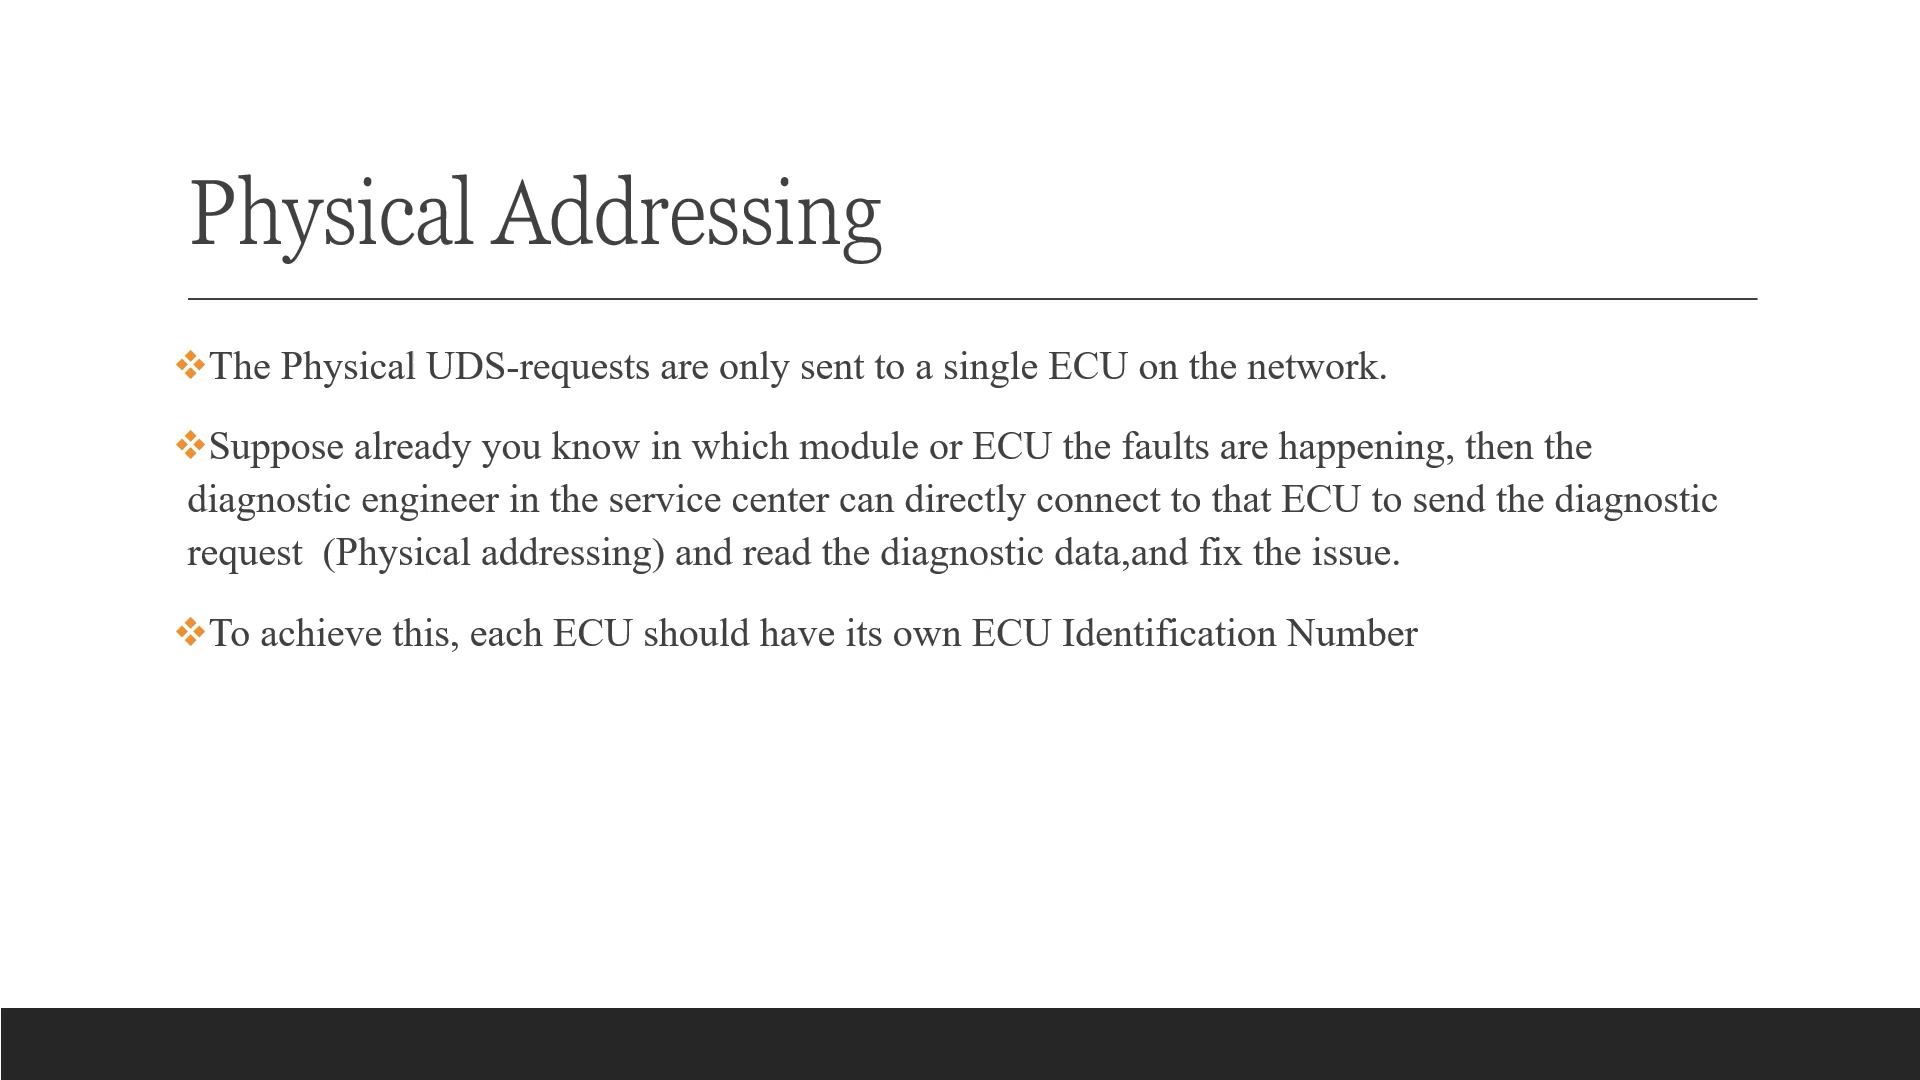 Physical Addressing
❖The Physical UDS-requests are only sent to a single ECU on the network.
❖Suppose already you know in which module or ECU the faults are happening, then the
diagnostic engineer in the service center can directly connect to that ECU to send the diagnostic
request  (Physical addressing) and read the diagnostic data,and fix the issue.
❖To achieve this, each ECU should have its own ECU Identification Number